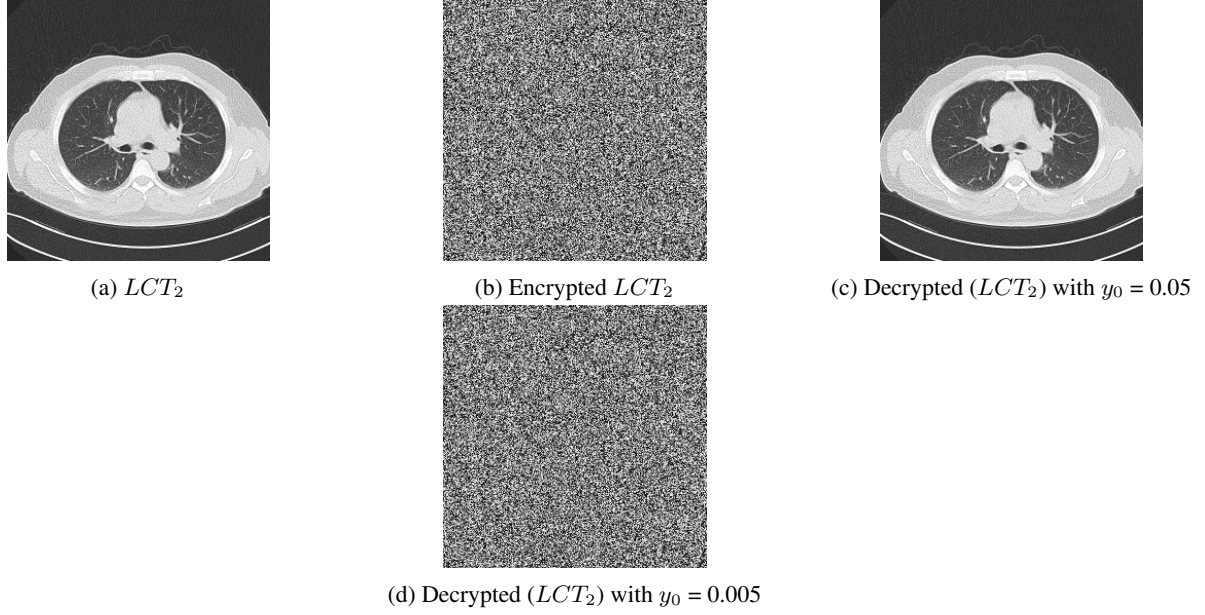 (a) LCT₂
(b) Encrypted LCT₂
(c) Decrypted (LCT₂) with y₀ = 0.05
(d) Decrypted (LCT₂) with y₀ = 0.005